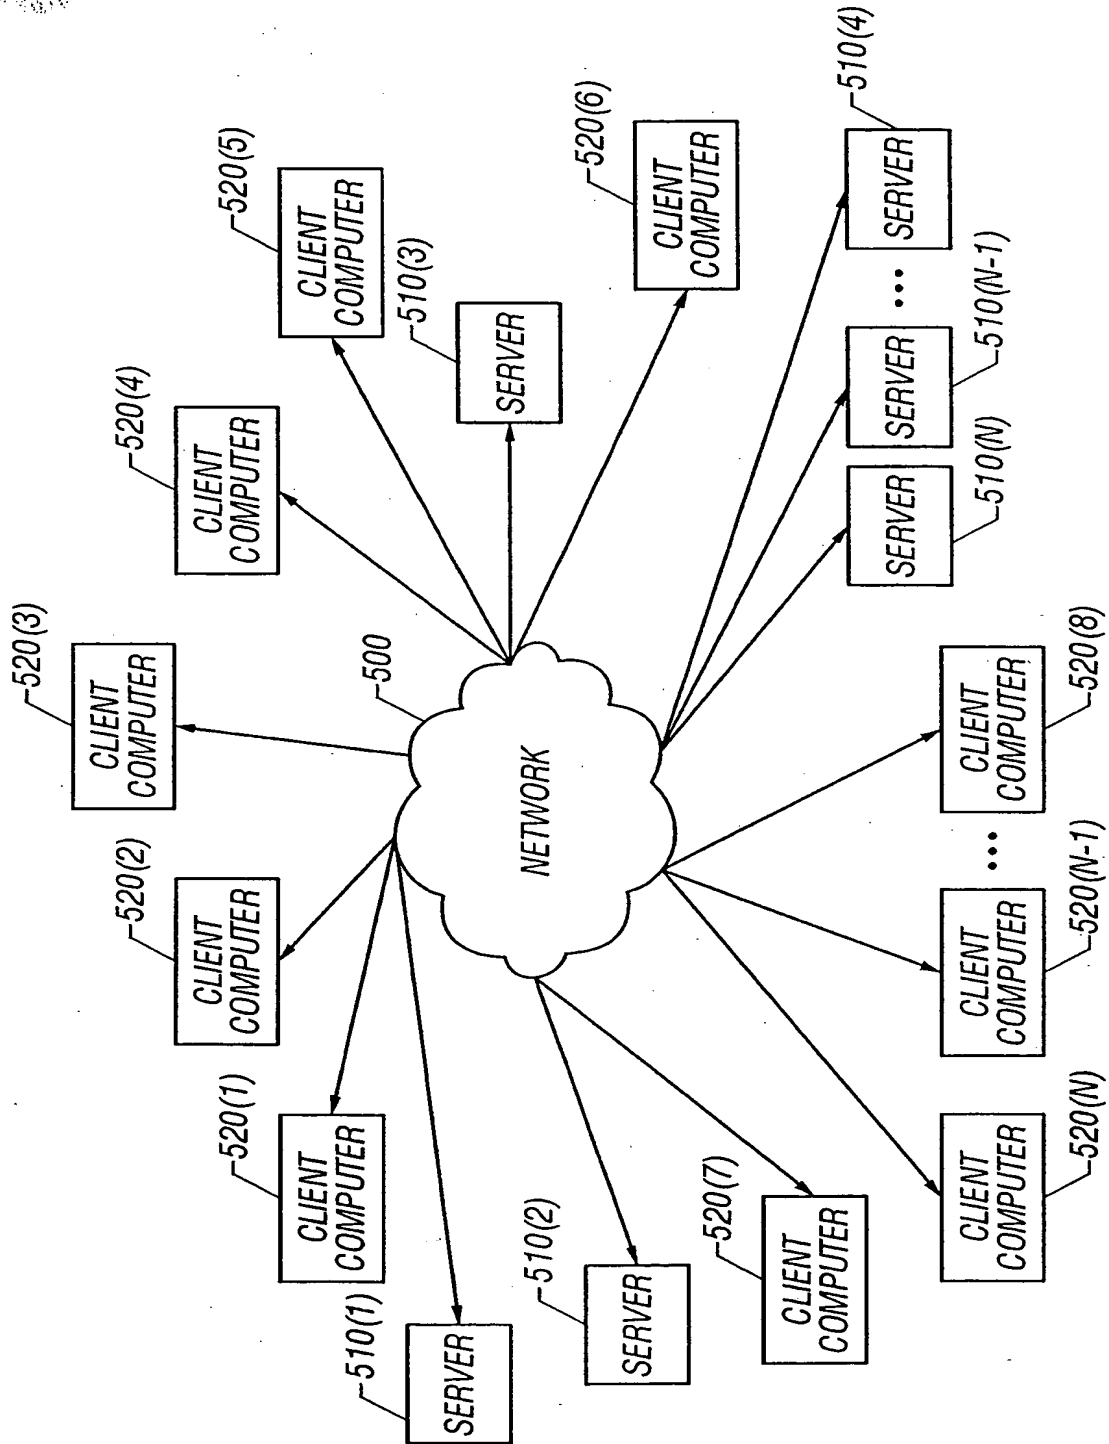 520(3)
CLIENT
COMPUTER
520(2)
CLIENT
COMPUTER
520(4)
CLIENT
COMPUTER
520(1)
CLIENT
COMPUTER
520(5)
CLIENT
COMPUTER
510(1)
SERVER
500
NETWORK
510(3)
SERVER
510(2)
SERVER
520(6)
CLIENT
COMPUTER
520(7)
CLIENT
COMPUTER
SERVER
510(N)
SERVER
510(N-1)
...
SERVER
510(4)
CLIENT
COMPUTER
520(N)
CLIENT
COMPUTER
520(N-1)
...
CLIENT
COMPUTER
520(8)